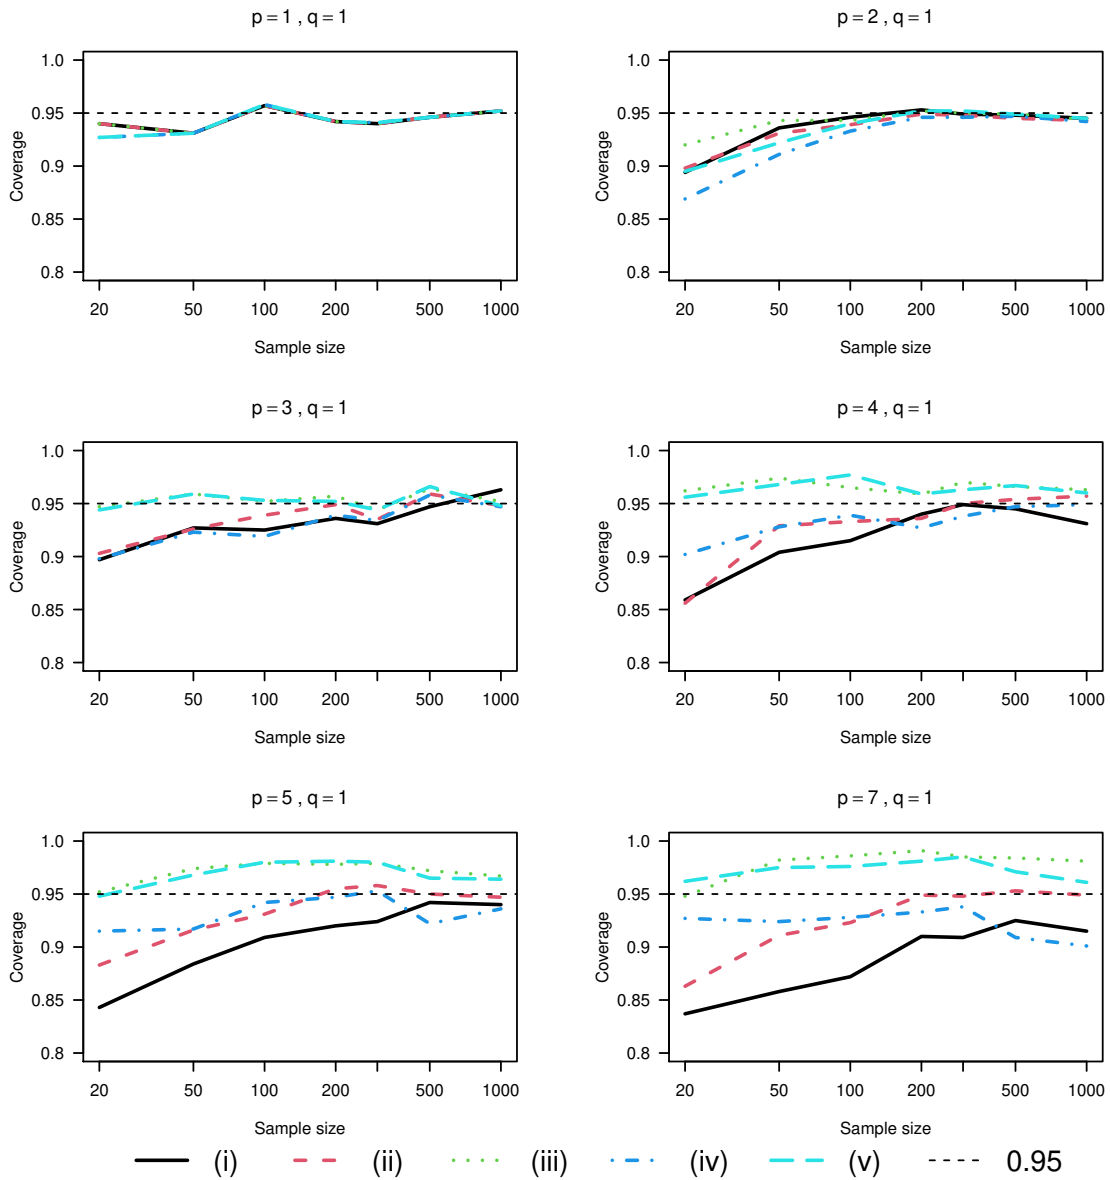 p = 1 , q = 1
1.0
0.95
0.9
0.85
0.8
Coverage
20 50 100 200 500 1000
Sample size
p = 2 , q = 1
1.0
0.95
0.9
0.85
0.8
Coverage
20 50 100 200 500 1000
Sample size
p = 3 , q = 1
1.0
0.95
0.9
0.85
0.8
Coverage
20 50 100 200 500 1000
Sample size
p = 4 , q = 1
1.0
0.95
0.9
0.85
0.8
Coverage
20 50 100 200 500 1000
Sample size
p = 5 , q = 1
1.0
0.95
0.9
0.85
0.8
Coverage
20 50 100 200 500 1000
Sample size
p = 7 , q = 1
1.0
0.95
0.9
0.85
0.8
Coverage
20 50 100 200 500 1000
Sample size
(i) (ii) (iii) (iv) (v) 0.95